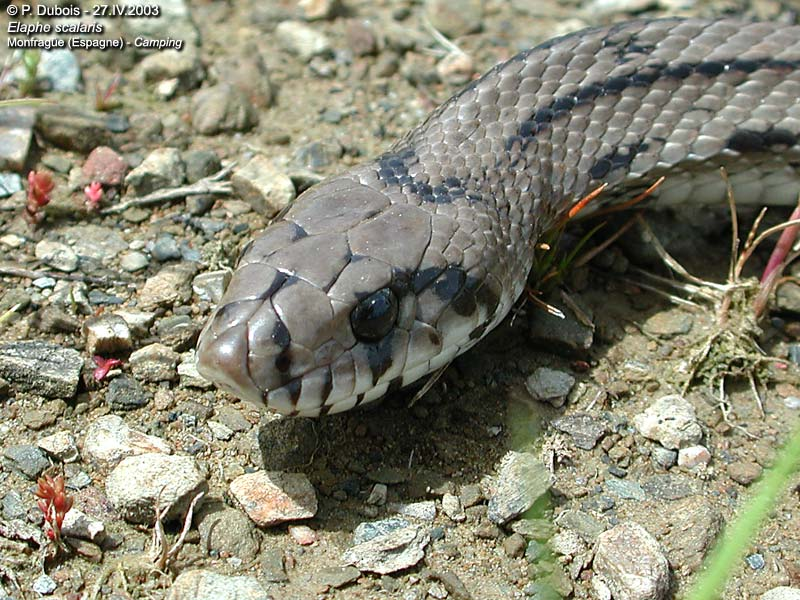 © P. Dubois - 27.IV.2003
Elaphe scalaris
Monfragüe (Espagne) - Camping